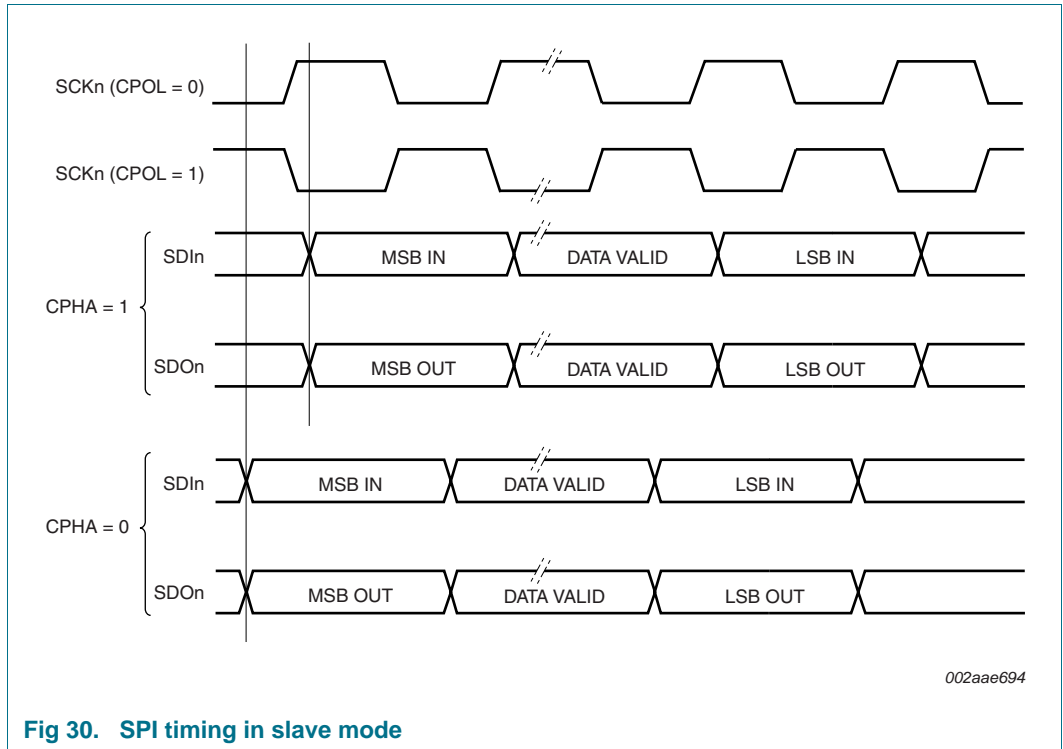 SCKn (CPOL = 0)
SCKn (CPOL = 1)
CPHA = 1
SDIn
MSB IN
DATA VALID
LSB IN
SDOn
MSB OUT
DATA VALID
LSB OUT
CPHA = 0
SDIn
MSB IN
DATA VALID
LSB IN
SDOn
MSB OUT
DATA VALID
LSB OUT
002aae694
Fig 30. SPI timing in slave mode